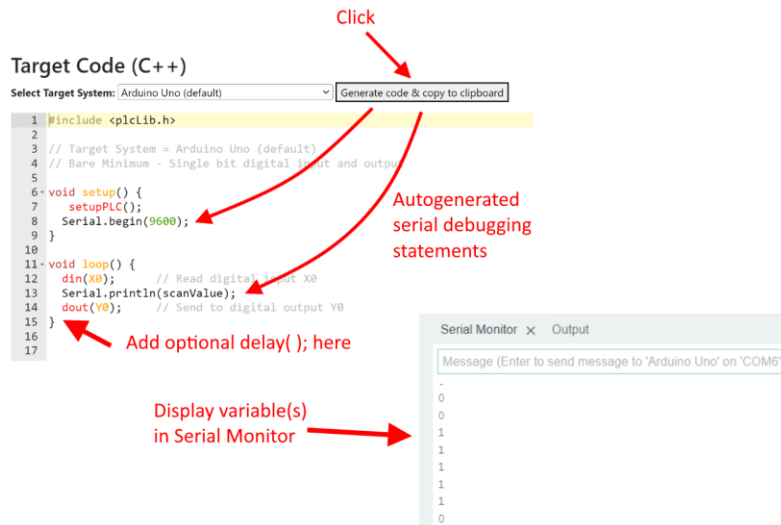 Click
Target Code (C++)
Select Target System: Arduino Uno (default) Generate code & copy to clipboard
1 #include <plcLib.h>
2
3 // Target System = Arduino Uno (default)
4 // Bare Minimum - Single bit digital input and output
5
6 void setup() {
7 setupPLC();
8 Serial.begin(9600);
9 }
10
11 void loop() {
12 din(X0); // Read digital input X0
13 Serial.println(scanValue);
14 dout(Y0); // Send to digital output Y0
15 }
16
17
Autogenerated
serial debugging
statements
Add optional delay( ); here
Display variable(s)
in Serial Monitor
Serial Monitor × Output
Message (Enter to send message to 'Arduino Uno' on 'COM6'
0
0
1
1
1
1
1
0